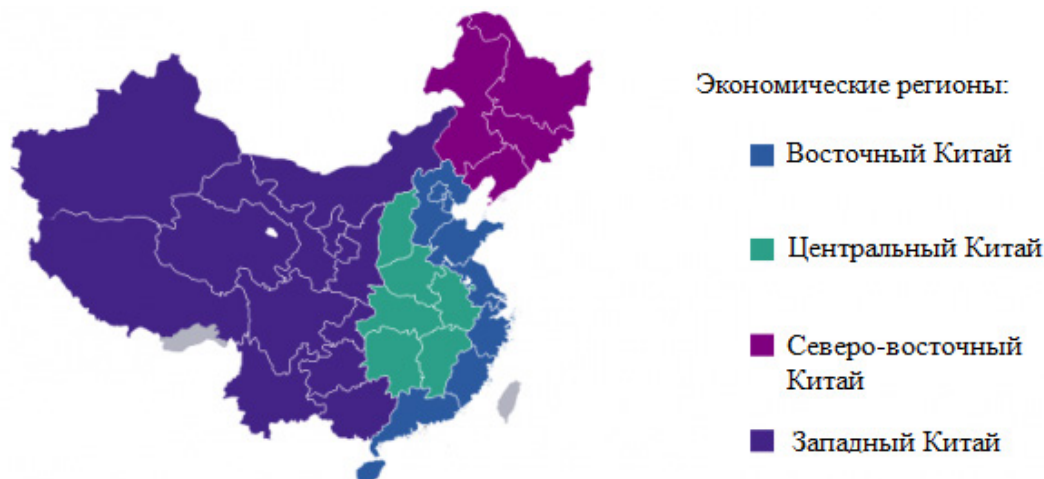 Экономические регионы:
Восточный Китай
Центральный Китай
Северо-восточный
Китай
Западный Китай